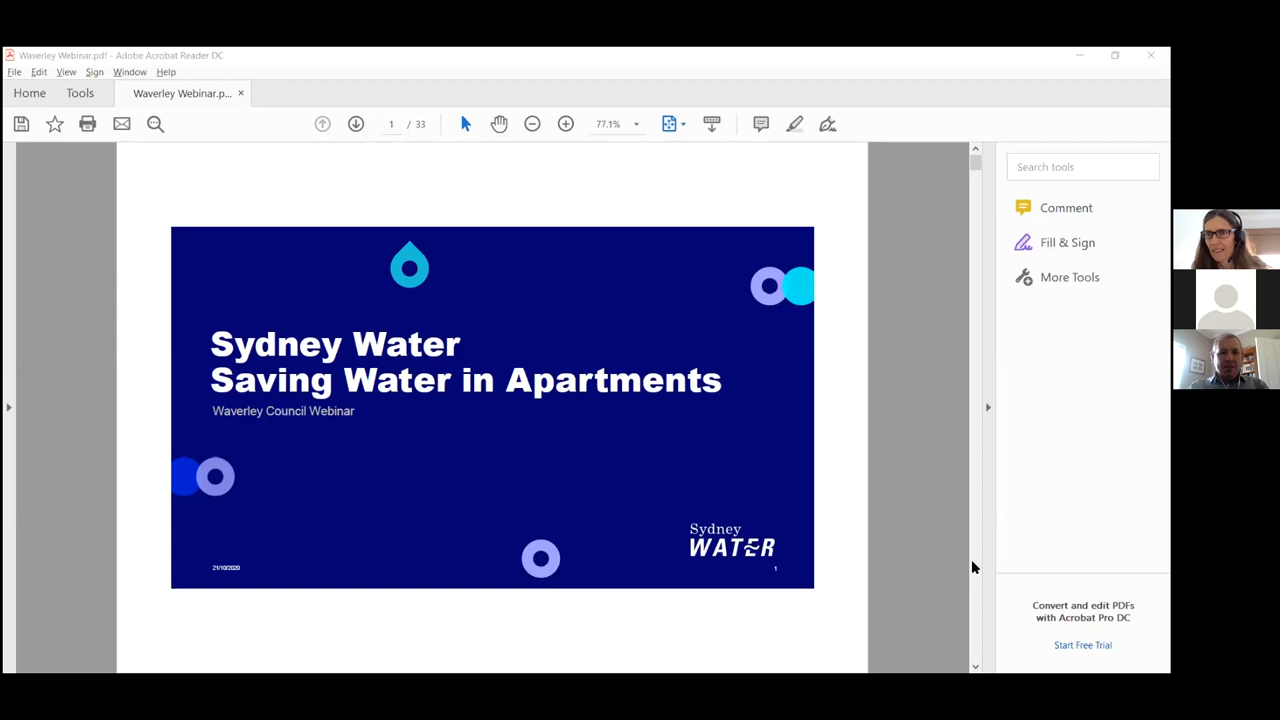 Waverley Webinar.pdf - Adobe Acrobat Reader DC
File Edit View Sign Window Help
Home Tools Waverley Webinar.p... ×
1 / 33 77.1%
Search tools
Comment
Fill & Sign
More Tools
Sydney Water
Saving Water in Apartments
Waverley Council Webinar
Sydney
WATER
21/10/2020
1
Convert and edit PDFs
with Acrobat Pro DC
Start Free Trial